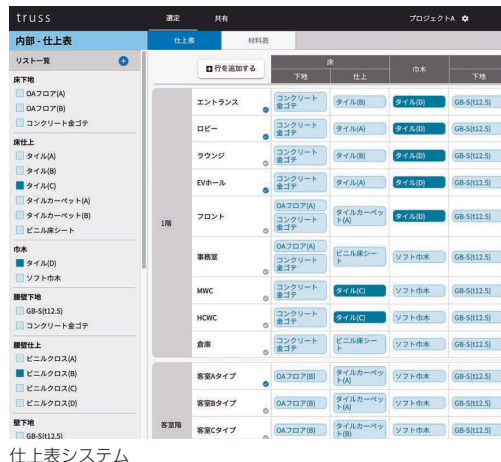 truss
選定 共有 プロジェクトA
内部 - 仕上表
仕上表 材料表
リスト一覧
床下地
OAフロア(A)
OAフロア(B)
コンクリート金ゴテ
床仕上
タイル(A)
タイル(B)
タイル(C)
タイルカーペット(A)
タイルカーペット(B)
ビニル床シート
巾木
タイル(D)
ソフト巾木
腰壁下地
GB-S(t12.5)
コンクリート金ゴテ
腰壁仕上
ビニルクロス(A)
ビニルクロス(B)
ビニルクロス(C)
ビニルクロス(D)
壁下地
GB-S(t12.5)
行を追加する
床
下地 仕上 巾木 下地
1階
エントランス コンクリート金ゴテ タイル(B) タイル(D) GB-S(t12.5)
ロビー コンクリート金ゴテ タイル(A) タイル(D) GB-S(t12.5)
ラウンジ コンクリート金ゴテ タイル(B) タイル(D) GB-S(t12.5)
EVホール コンクリート金ゴテ タイル(A) タイル(D) GB-S(t12.5)
フロント OAフロア(A) コンクリート金ゴテ タイルカーペット(A) タイル(D) GB-S(t12.5)
事務室 OAフロア(A) コンクリート金ゴテ ビニル床シート ソフト巾木 GB-S(t12.5)
MWC コンクリート金ゴテ タイル(C) ソフト巾木 GB-S(t12.5)
HCWC コンクリート金ゴテ タイル(C) ソフト巾木 GB-S(t12.5)
倉庫 コンクリート金ゴテ ビニル床シート ソフト巾木 GB-S(t12.5)
客室階
客室Aタイプ OAフロア(B) タイルカーペット(A) ソフト巾木 GB-S(t12.5)
客室Bタイプ OAフロア(B) タイルカーペット(A) ソフト巾木 GB-S(t12.5)
客室Cタイプ OAフロア(B) タイルカーペット(B) ソフト巾木 GB-S(t12.5)
仕上表システム